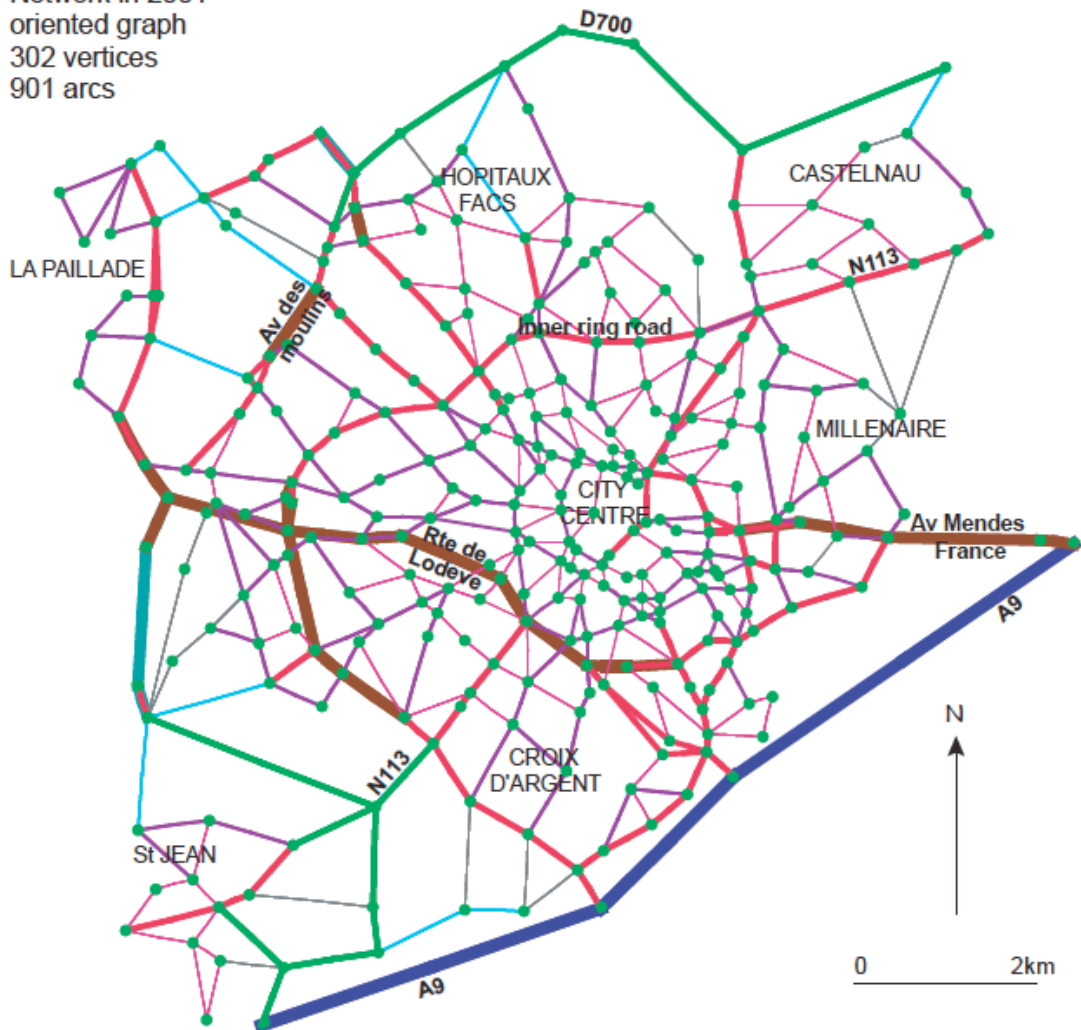 oriented graph
302 vertices
901 arcs
D700
HOPITAUX
FACS
CASTELNAU
LA PAILLADE
N113
Av des
moulins
Inner ring road
MILLENAIRE
CITY
CENTRE
Av Mendes
France
Rte de
Lodeve
A9
N
N113
CROIX
D'ARGENT
St JEAN
A9
0
2km